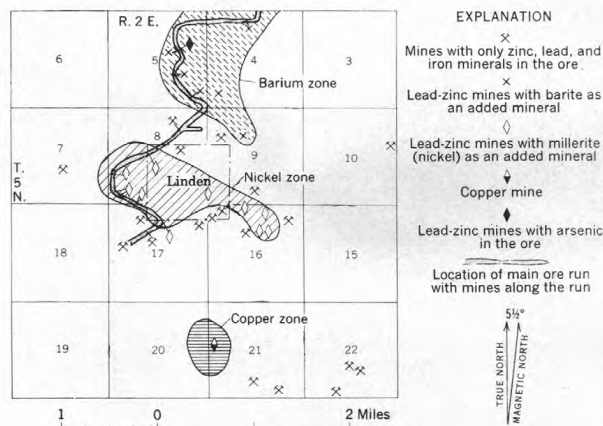 R. 2 E.
6
5
4
3
Barium zone
7
8
9
10
T.
5
N.
Linden
Nickel zone
18
17
16
15
Copper zone
19
20
21
22
1
0
2 Miles
EXPLANATION
Mines with only zinc, lead, and
iron minerals in the ore.
Lead-zinc mines with barite as
an added mineral
Lead-zinc mines with millerite
(nickel) as an added mineral
Copper mine
Lead-zinc mines with arsenic
in the ore
Location of main ore run
with mines along the run
5½°
TRUE NORTH
MAGNETIC NORTH